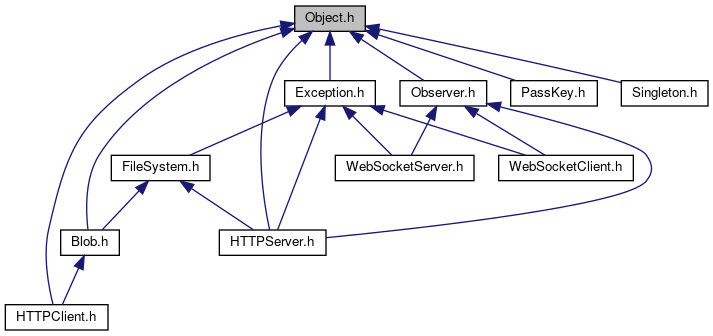 Object.h
Exception.h
Observer.h
PassKey.h
Singleton.h
FileSystem.h
WebSocketServer.h
WebSocketClient.h
Blob.h
HTTPServer.h
HTTPClient.h